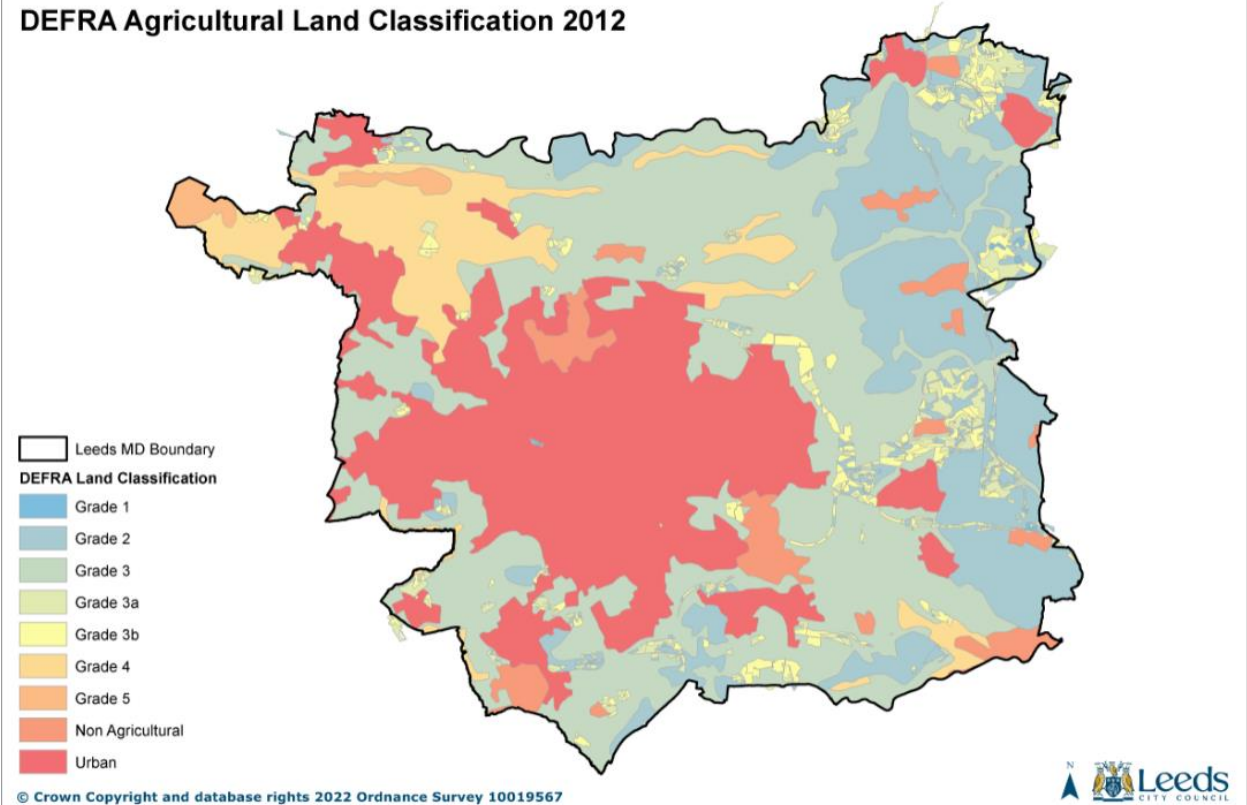 DEFRA Agricultural Land Classification 2012
Leeds MD Boundary
DEFRA Land Classification
Grade 1
Grade 2
Grade 3
Grade 3a
Grade 3b
Grade 4
Grade 5
Non Agricultural
Urban
© Crown Copyright and database rights 2022 Ordnance Survey 10019567
N
Leeds
CITY COUNCIL